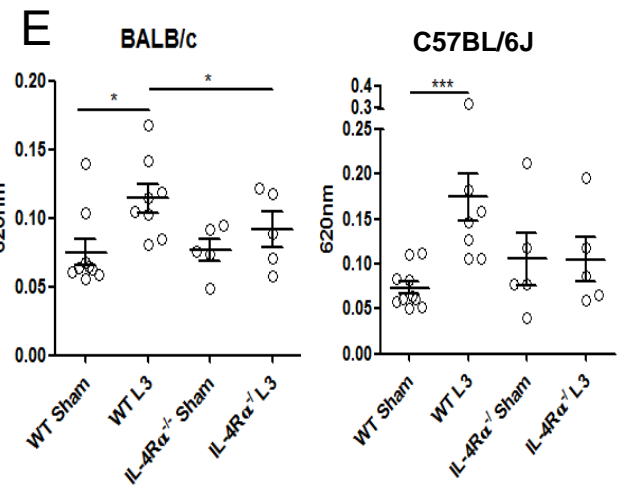 E
BALB/c
C57BL/6J
*
*
***
0.20
0.15
0.10
0.05
0.00
620nm
0.4
0.3
0.25
0.20
0.15
0.10
0.05
0.00
620nm
WT Sham
WT L3
IL-4Rα-/- Sham
IL-4Rα-/ L3
WT Sham
WT L3
IL-4Rα-/ Sham
IL-4Rα-/ L3